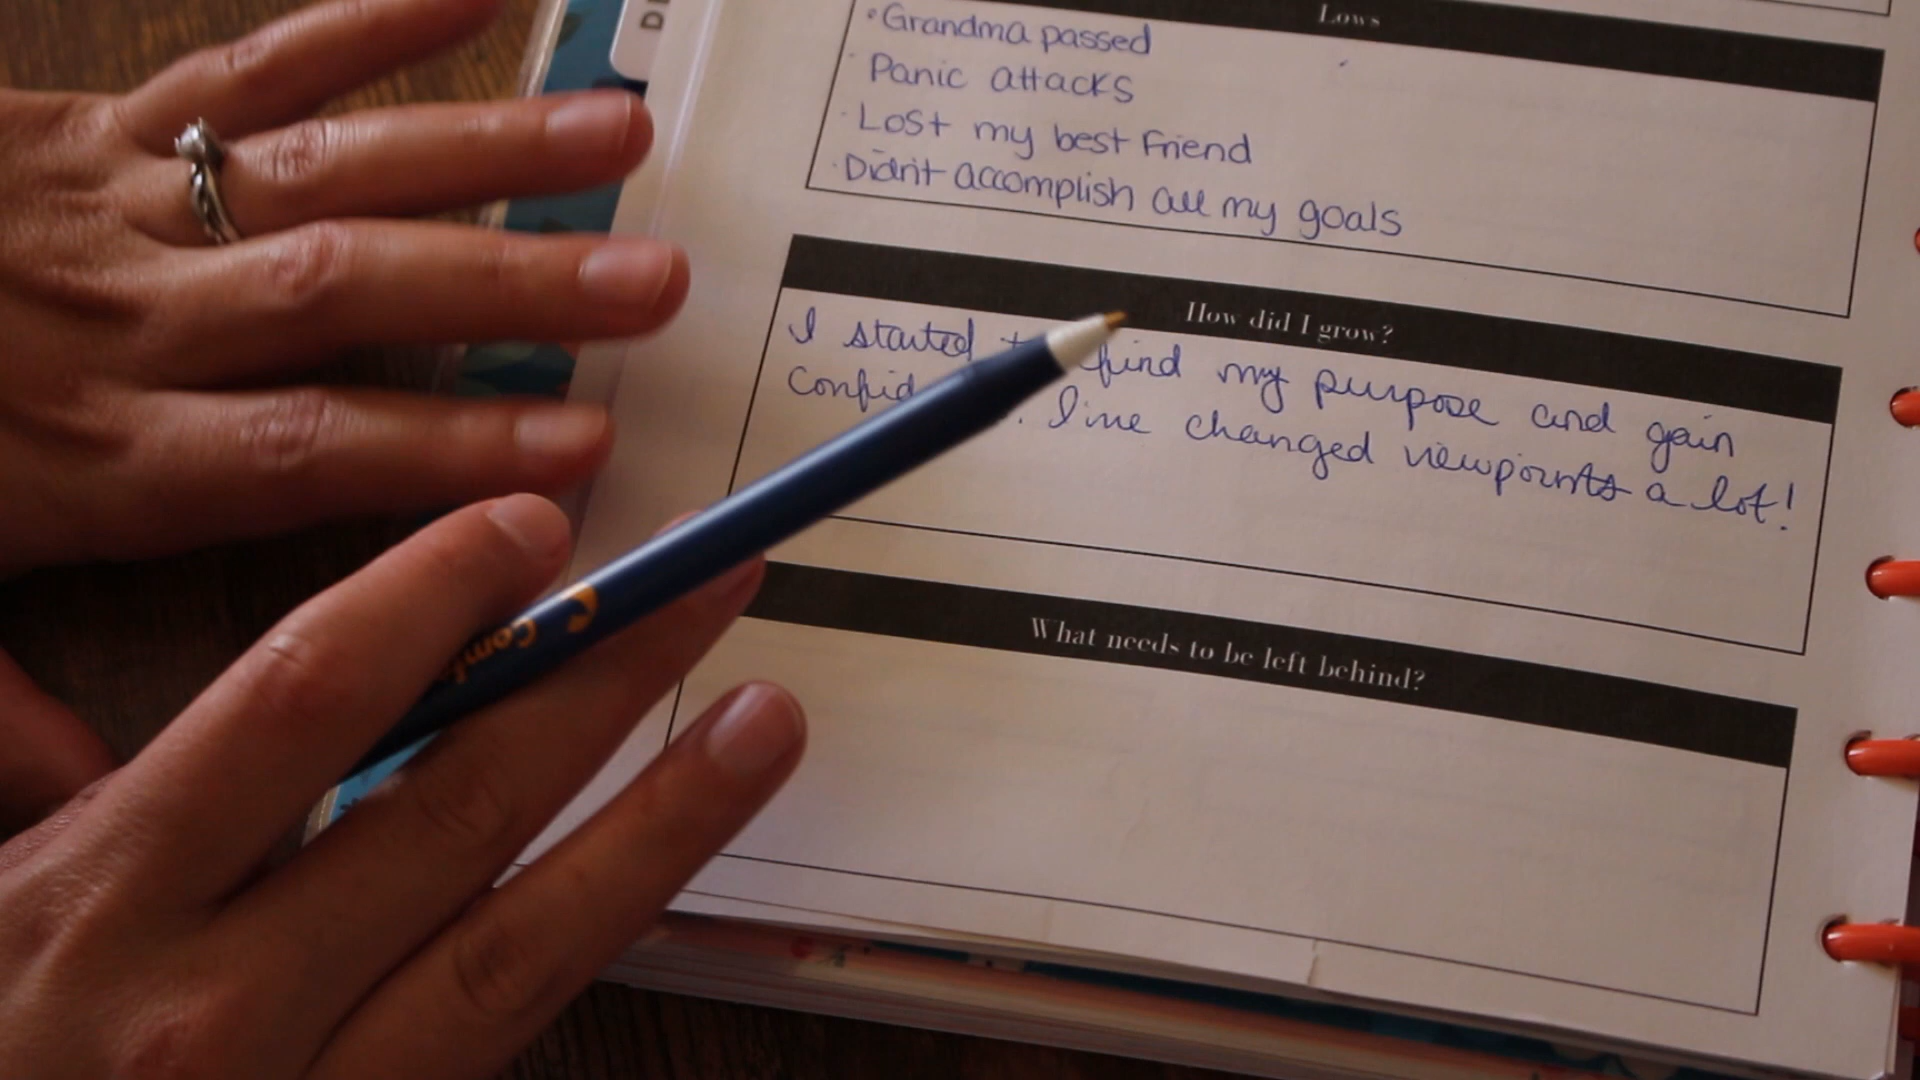 Lows
• Grandma passed
· Panic attacks
· Lost my best friend
· Didn't accomplish all my goals
How did I grow?
I started find my purpose and gain
I've changed viewpoints a lot!
What needs to be left behind?